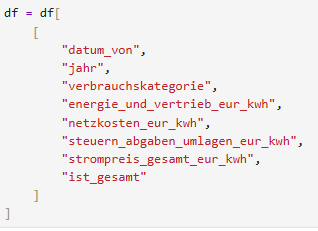 df = df[
[
"datum_von",
"jahr",
"verbrauchskategorie",
"energie_und_vertrieb_eur_kwh",
"netzkosten_eur_kwh",
"steuern_abgaben_umlagen_eur_kwh",
"strompreis_gesamt_eur_kwh",
"ist_gesamt"
]
]